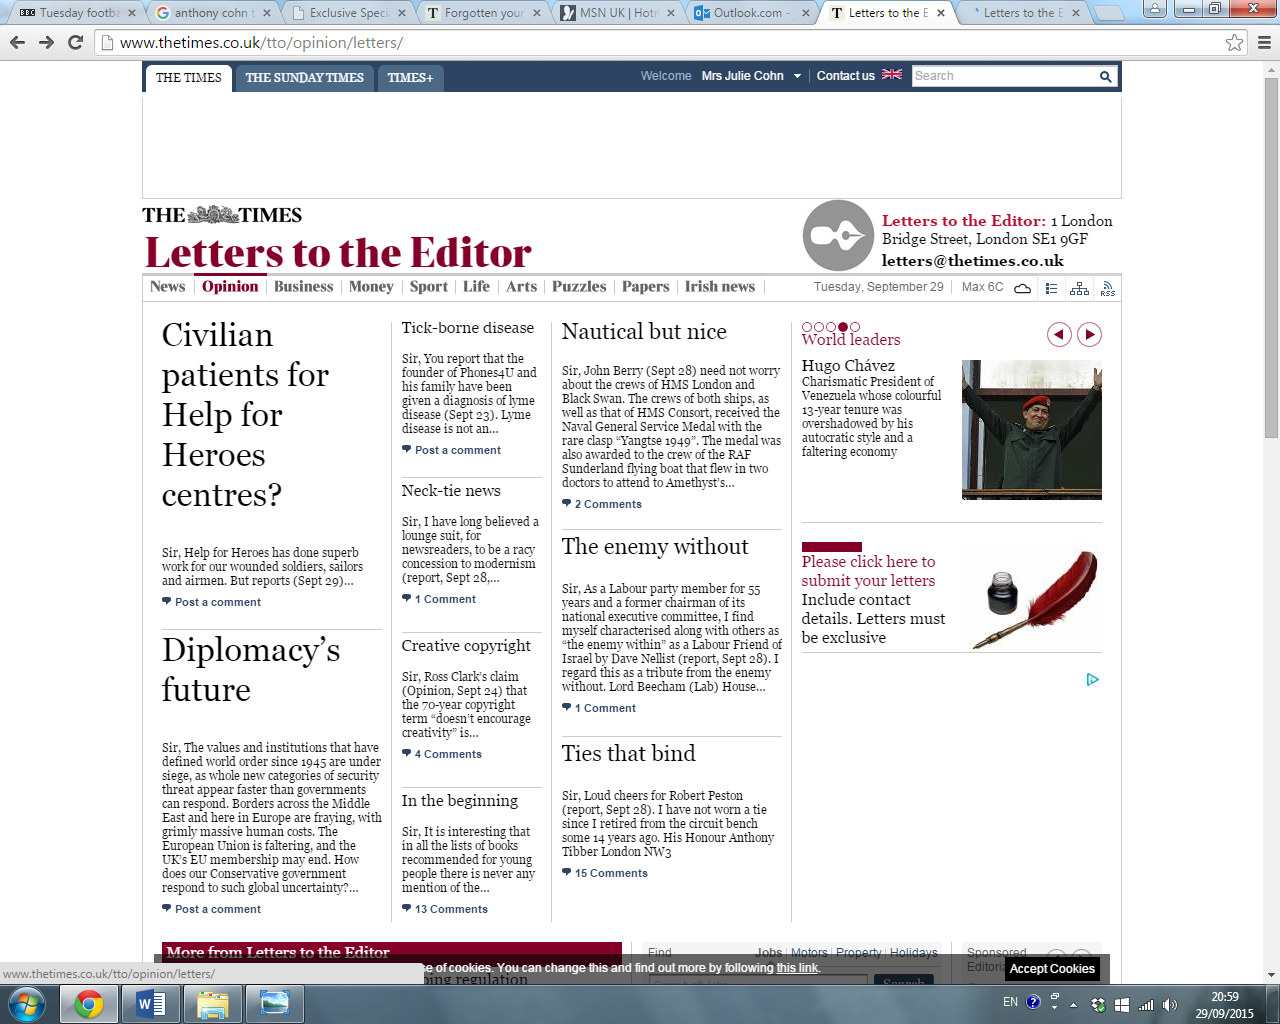 Tuesday footba
anthony cohn t
Exclusive Speci
Forgotten your
MSN UK | Hotm
Outlook.com -
Letters to the E
Letters to the E
www.thetimes.co.uk/tto/opinion/letters/
THE TIMES
THE SUNDAY TIMES
TIMES+
Welcome Mrs Julie Cohn
Contact us
Search
THE TIMES
Letters to the Editor
Letters to the Editor: 1 London
Bridge Street, London SE1 9GF
letters@thetimes.co.uk
News Opinion Business Money Sport Life Arts Puzzles Papers Irish news
Tuesday, September 29 Max 6C
RSS
Civilian
patients for
Help for
Heroes
centres?
Sir, Help for Heroes has done superb
work for our wounded soldiers, sailors
and airmen. But reports (Sept 29)...
Post a comment
Diplomacy's
future
Sir, The values and institutions that have
defined world order since 1945 are under
siege, as whole new categories of security
threat appear faster than governments
can respond. Borders across the Middle
East and here in Europe are fraying, with
grimly massive human costs. The
European Union is faltering, and the
UK's EU membership may end. How
does our Conservative government
respond to such global uncertainty?...
Post a comment
Tick-borne disease
Sir, You report that the
founder of Phones4U and
his family have been
given a diagnosis of lyme
disease (Sept 23). Lyme
disease is not an...
Post a comment
Neck-tie news
Sir, I have long believed a
lounge suit, for
newsreaders, to be a racy
concession to modernism
(report, Sept 28,...
1 Comment
Creative copyright
Sir, Ross Clark's claim
(Opinion, Sept 24) that
the 70-year copyright
term “doesn't encourage
creativity” is...
4 Comments
In the beginning
Sir, It is interesting that
in all the lists of books
recommended for young
people there is never any
mention of the...
13 Comments
Nautical but nice
Sir, John Berry (Sept 28) need not worry
about the crews of HMS London and
Black Swan. The crews of both ships, as
well as that of HMS Consort, received the
Naval General Service Medal with the
rare clasp “Yangtse 1949”. The medal was
also awarded to the crew of the RAF
Sunderland flying boat that flew in two
doctors to attend to Amethyst's...
2 Comments
The enemy without
Sir, As a Labour party member for 55
years and a former chairman of its
national executive committee, I find
myself characterised along with others as
“the enemy within” as a Labour Friend of
Israel by Dave Nellist (report, Sept 28). I
regard this as a tribute from the enemy
without. Lord Beecham (Lab) House...
1 Comment
Ties that bind
Sir, Loud cheers for Robert Peston
(report, Sept 28). I have not worn a tie
since I retired from the circuit bench
some 14 years ago. His Honour Anthony
Tibber London NW3
15 Comments
World leaders
Hugo Chávez
Charismatic President of
Venezuela whose colourful
13-year tenure was
overshadowed by his
autocratic style and a
faltering economy
Please click here to
submit your letters
Include contact
details. Letters must
be exclusive
More from Letters to the Editor
Find Jobs Motors Property Holidays
Sponsored
Editoria
se of cookies. You can change this and find out more by following this link.
Accept Cookies
www.thetimes.co.uk/tto/opinion/letters/
ping regulation
Search
EN
20:59
29/09/2015